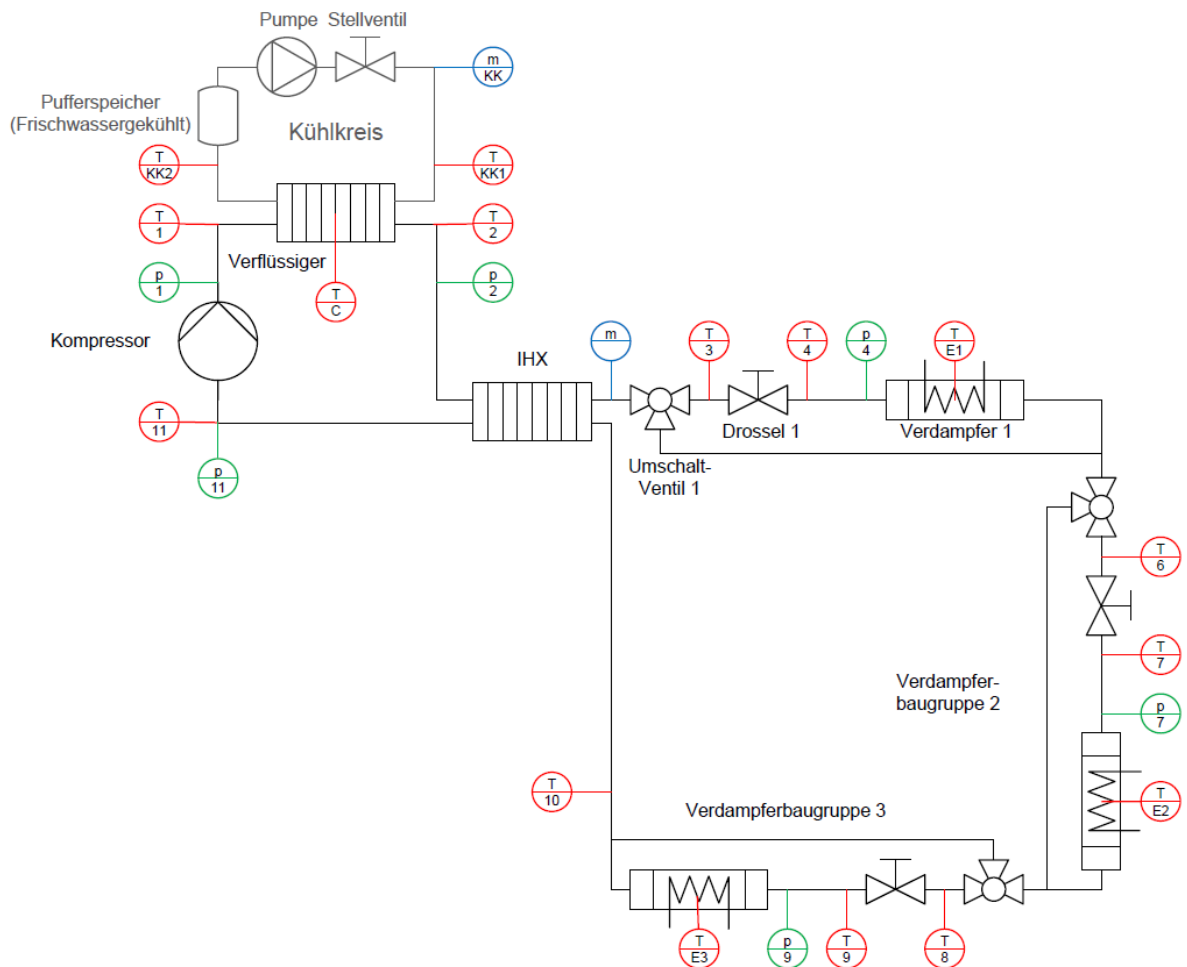 Pumpe Stellventil
m
KK
Pufferspeicher
(Frischwassergekühlt)
Kühlkreis
T
KK2
T
KK1
T
1
T
2
Verflüssiger
p
1
p
2
T
C
Kompressor
IHX
m
T
3
T
4
p
4
T
E1
T
11
Drossel 1
Verdampfer 1
p
11
Umschalt-
Ventil 1
T
6
T
7
Verdampfer-
baugruppe 2
p
7
T
10
Verdampferbaugruppe 3
T
E2
T
E3
p
9
T
9
T
8